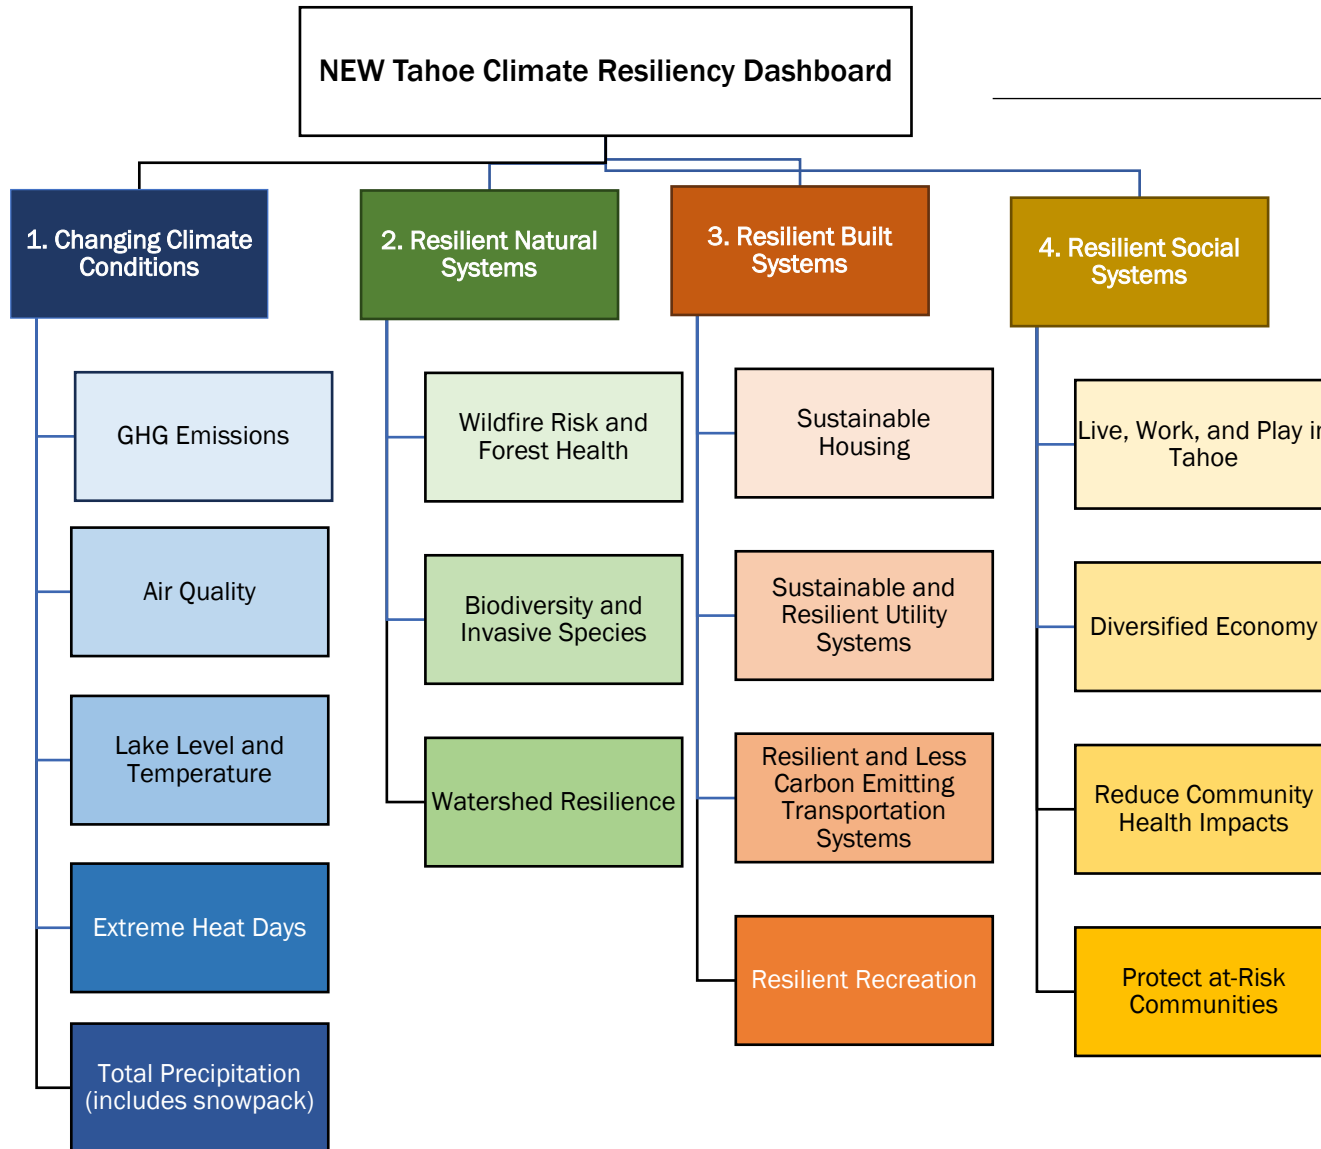 NEW Tahoe Climate Resiliency Dashboard
1. Changing Climate
Conditions
GHG Emissions
Air Quality
Lake Level and
Temperature
Extreme Heat Days
Total Precipitation
(includes snowpack)
2. Resilient Natural
Systems
Wildfire Risk and
Forest Health
Biodiversity and
Invasive Species
Watershed Resilience
3. Resilient Built
Systems
Sustainable
Housing
Sustainable and
Resilient Utility
Systems
Resilient and Less
Carbon Emitting
Transportation
Systems
Resilient Recreation
4. Resilient Social
Systems
Live, Work, and Play in
Tahoe
Diversified Economy
Reduce Community
Health Impacts
Protect at-Risk
Communities